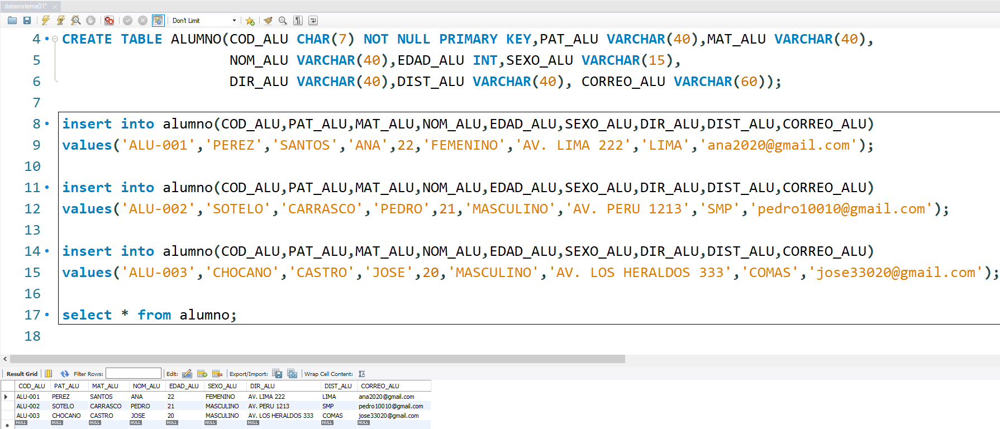 datasistema01*
Don't Limit
4 CREATE TABLE ALUMNO(COD_ALU CHAR(7) NOT NULL PRIMARY KEY,PAT_ALU VARCHAR(40),MAT_ALU VARCHAR(40),
5 NOM_ALU VARCHAR(40),EDAD_ALU INT,SEXO_ALU VARCHAR(15),
6 DIR_ALU VARCHAR(40),DIST_ALU VARCHAR(40), CORREO_ALU VARCHAR(60));
7
8 insert into alumno(COD_ALU,PAT_ALU,MAT_ALU,NOM_ALU,EDAD_ALU,SEXO_ALU,DIR_ALU,DIST_ALU,CORREO_ALU)
9 values('ALU-001','PEREZ','SANTOS','ANA',22,'FEMENINO','AV. LIMA 222','LIMA','ana2020@gmail.com');
10
11 insert into alumno(COD_ALU,PAT_ALU,MAT_ALU,NOM_ALU,EDAD_ALU,SEXO_ALU,DIR_ALU,DIST_ALU,CORREO_ALU)
12 values('ALU-002','SOTELO','CARRASCO','PEDRO',21,'MASCULINO','AV. PERU 1213','SMP','pedro10010@gmail.com');
13
14 insert into alumno(COD_ALU,PAT_ALU,MAT_ALU,NOM_ALU,EDAD_ALU,SEXO_ALU,DIR_ALU,DIST_ALU,CORREO_ALU)
15 values('ALU-003','CHOCANO','CASTRO','JOSE',20,'MASCULINO','AV. LOS HERALDOS 333','COMAS','jose33020@gmail.com');
16
17 select * from alumno;
18
Result Grid Filter Rows: Edit: Export/Import: Wrap Cell Content:
COD_ALU PAT_ALU MAT_ALU NOM_ALU EDAD_ALU SEXO_ALU DIR_ALU DIST_ALU CORREO_ALU
ALU-001 PEREZ SANTOS ANA 22 FEMENINO AV. LIMA 222 LIMA ana2020@gmail.com
ALU-002 SOTELO CARRASCO PEDRO 21 MASCULINO AV. PERU 1213 SMP pedro10010@gmail.com
ALU-003 CHOCANO CASTRO JOSE 20 MASCULINO AV. LOS HERALDOS 333 COMAS jose33020@gmail.com
NULL NULL NULL NULL NULL NULL NULL NULL NULL